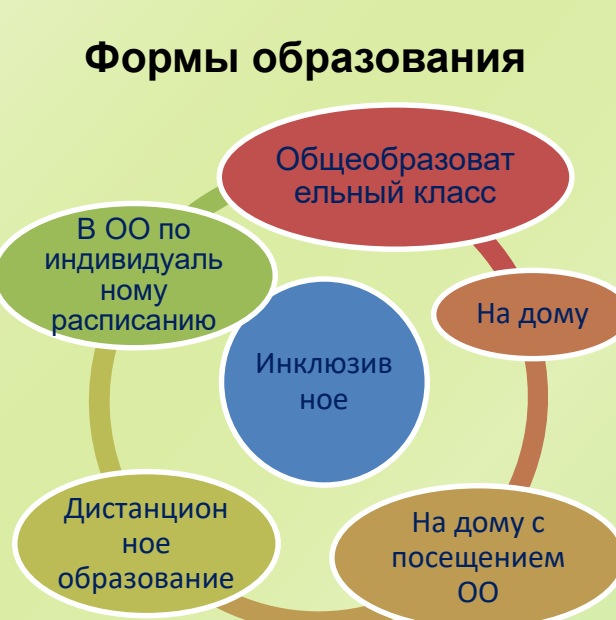 Формы образования
Общеобразоват
ельный класс
В ОО по
индивидуаль
ному
расписанию
На дому
Инклюзив
ное
Дистанцион
ное
образование
На дому с
посещением
ОО